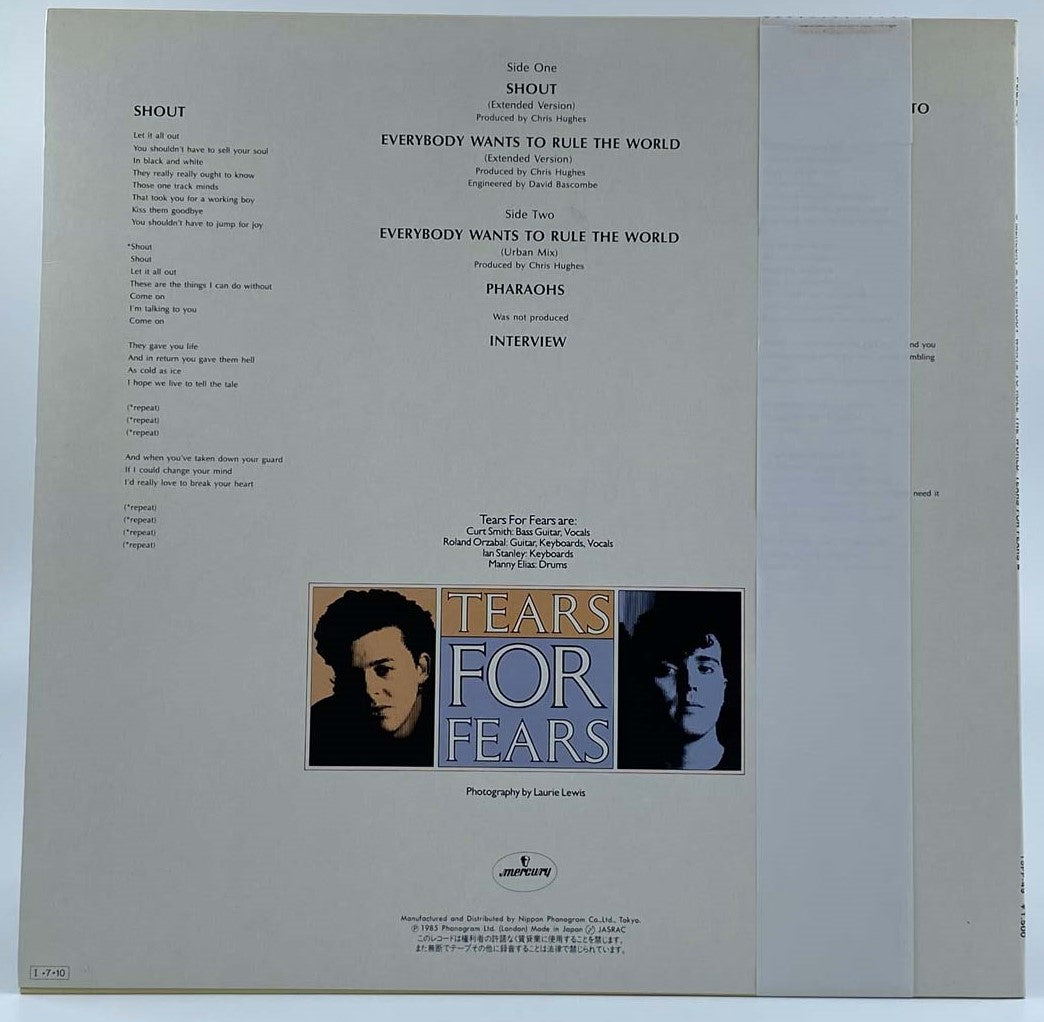 SHOUT
Let it all out
You shouldn't have to sell your soul
In black and white
They really really ought to know
Those one track minds
That took you for a working boy
Kiss them goodbye
You shouldn't have to jump for joy
*Shout
Shout
Let it all out
These are the things I can do without
Come on
I'm talking to you
Come on
They gave you life
And in return you gave them hell
As cold as ice
I hope we live to tell the tale
(*repeat)
(*repeat)
(*repeat)
And when you've taken down your guard
If I could change your mind
I'd really love to break your heart
(*repeat)
(*repeat)
(*repeat)
(*repeat)
Side One
SHOUT
(Extended Version)
Produced by Chris Hughes
EVERYBODY WANTS TO RULE THE WORLD
(Extended Version)
Produced by Chris Hughes
Engineered by David Bascombe
Side Two
EVERYBODY WANTS TO RULE THE WORLD
(Urban Mix)
Produced by Chris Hughes
PHARAOHS
Was not produced
INTERVIEW
Tears For Fears are:
Curt Smith: Bass Guitar, Vocals
Roland Orzabal: Guitar, Keyboards, Vocals
Ian Stanley: Keyboards
Manny Elias: Drums
TEARS
FOR
FEARS
Photography by Laurie Lewis
mercury
Manufactured and Distributed by Nippon Phonogram Co., Ltd., Tokyo.
Ⓟ 1985 Phonogram Ltd. (London) Made in Japan JASRAC
このレコードは権利者の許諾なく賃貸業に使用することを禁じます。
また無断でテープその他に録音することは法律で禁じられています。
I-7-10
TO
nd you
mbling
need it
15PP-49 ¥1,500